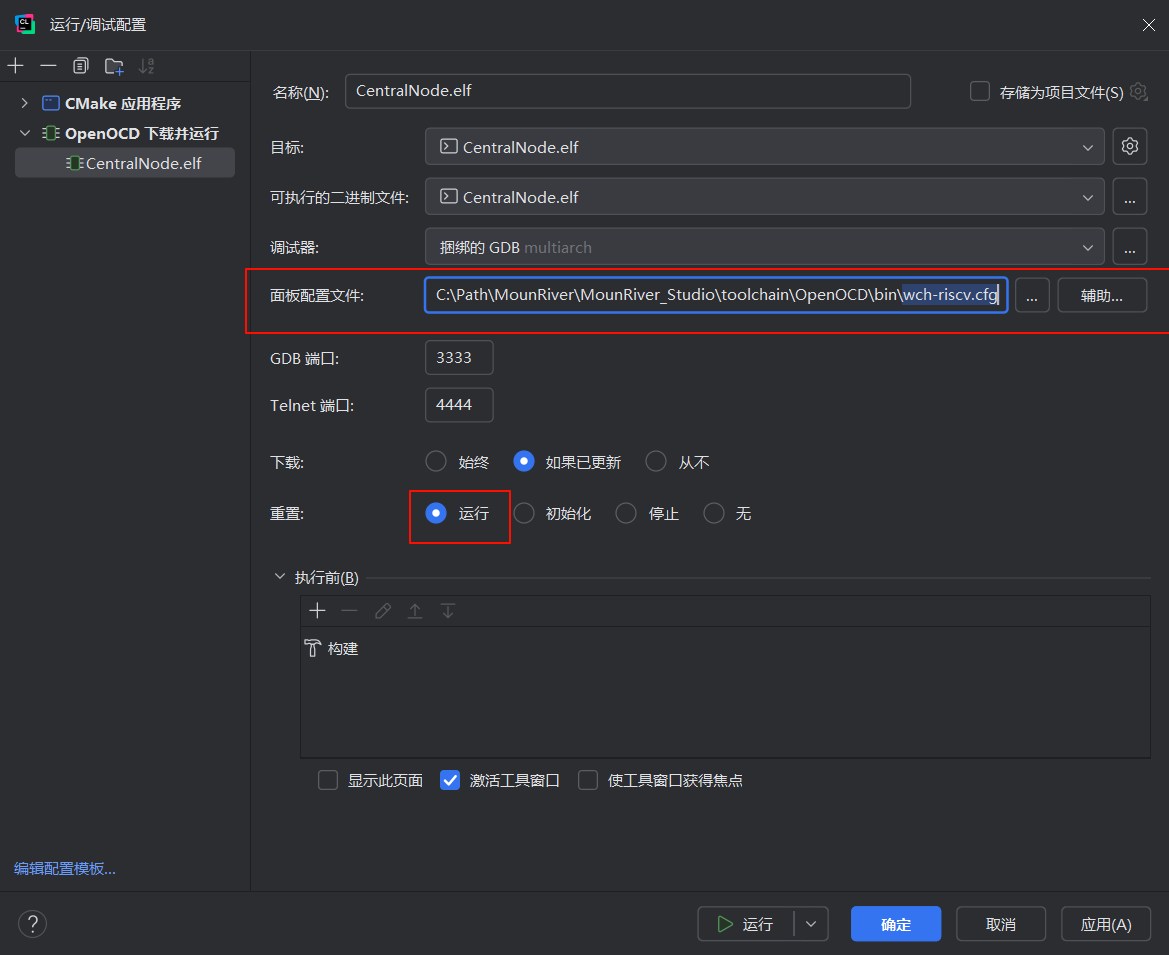 运行/调试配置
CMake 应用程序
OpenOCD 下载并运行
CentralNode.elf
编辑配置模板...
名称(N): CentralNode.elf 存储为项目文件(S)
目标: CentralNode.elf
可执行的二进制文件: CentralNode.elf ...
调试器: 捆绑的 GDB multiarch ...
面板配置文件: C:\Path\MounRiver\MounRiver_Studio\toolchain\OpenOCD\bin\wch-riscv.cfg ... 辅助...
GDB 端口: 3333
Telnet 端口: 4444
下载: 始终 如果已更新 从不
重置: 运行 初始化 停止 无
执行前(B)
构建
显示此页面 激活工具窗口 使工具窗口获得焦点
? 运行 确定 取消 应用(A)